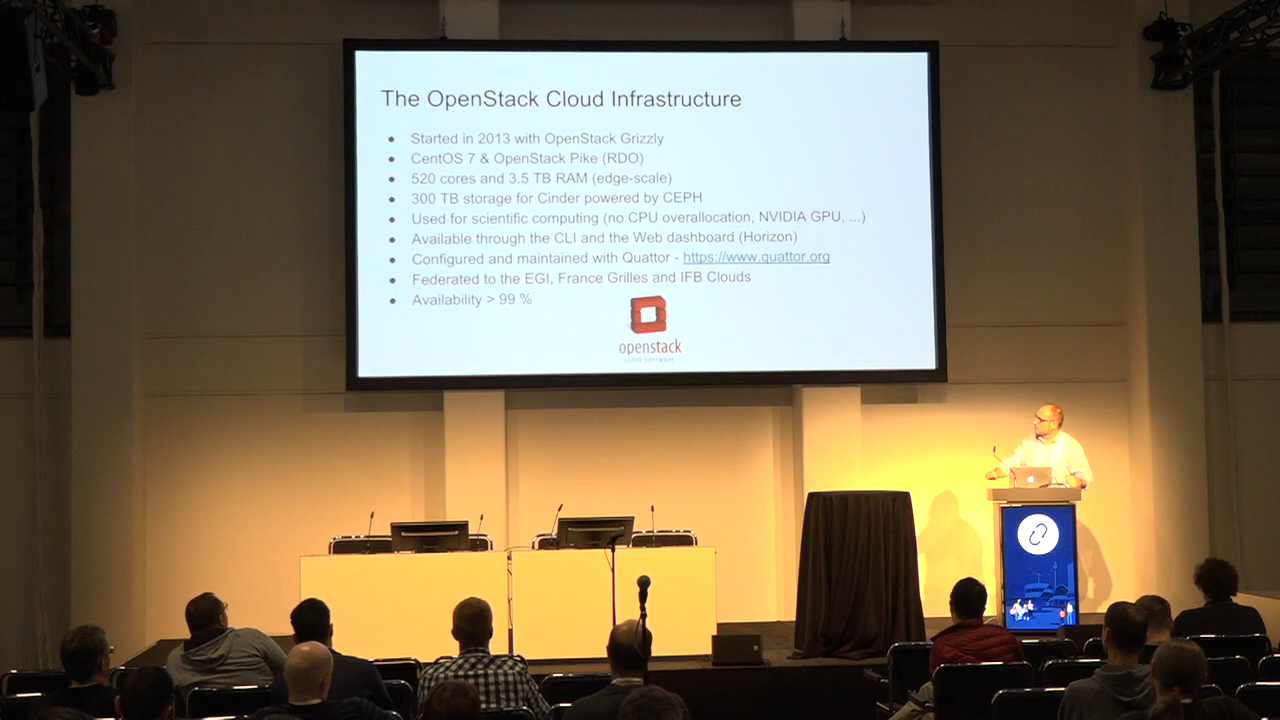 The OpenStack Cloud Infrastructure
● Started in 2013 with OpenStack Grizzly
● CentOS 7 & OpenStack Pike (RDO)
● 520 cores and 3.5 TB RAM (edge-scale)
● 300 TB storage for Cinder powered by CEPH
● Used for scientific computing (no CPU overallocation, NVIDIA GPU, ...)
● Available through the CLI and the Web dashboard (Horizon)
● Configured and maintained with Quattor - https://www.quattor.org
● Federated to the EGI, France Grilles and IFB Clouds
● Availability > 99 %
openstack
CLOUD SOFTWARE